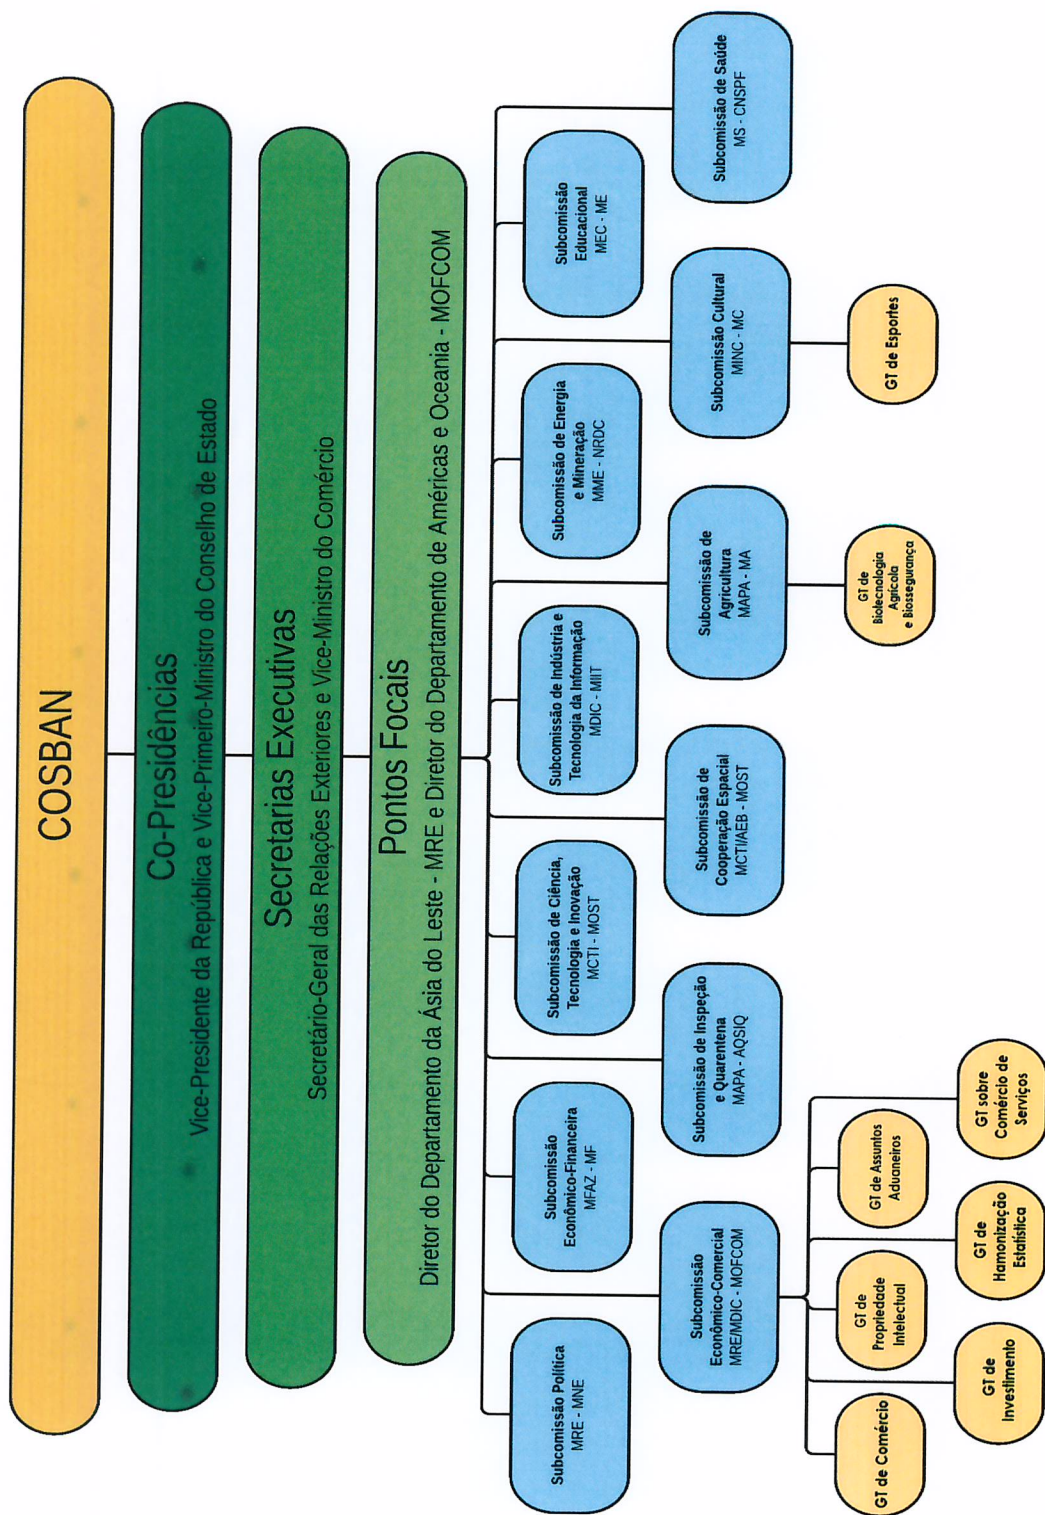 COSBAN
Co-Presidências
Vice-Presidente da República e Vice-Primeiro-Ministro do Conselho de Estado
Secretarias Executivas
Secretário-Geral das Relações Exteriores e Vice-Ministro do Comércio
Pontos Focais
Diretor do Departamento da Ásia do Leste - MRE e Diretor do Departamento de Américas e Oceania - MOFCOM
Subcomissão Política
MRE - MNE
Subcomissão
Econômico-Financeira
MFAZ - MF
Subcomissão de Ciência,
Tecnologia e Inovação
MCTI - MOST
Subcomissão de Indústria e
Tecnologia da Informação
MDIC - MIIT
Subcomissão de Energia
e Mineração
MME - NRDC
Subcomissão
Educacional
MEC - ME
Subcomissão
Econômico-Comercial
MRE/MDIC - MOFCOM
Subcomissão de Inspeção
e Quarentena
MAPA - AQSIQ
Subcomissão de
Cooperação Espacial
MCTI/AEB - MOST
Subcomissão de
Agricultura
MAPA - MA
Subcomissão Cultural
MINC - MC
Subcomissão de Saúde
MS - CNSPF
GT de Comércio
GT de
Propriedade
Intelectual
GT de Assuntos
Aduaneiros
GT de
Biolecnologia
Agrícola
e Biossegurança
GT de Esportes
GT de
Investimento
GT de
Hamonização
Estatística
GT sobre
Comércio de
Serviços